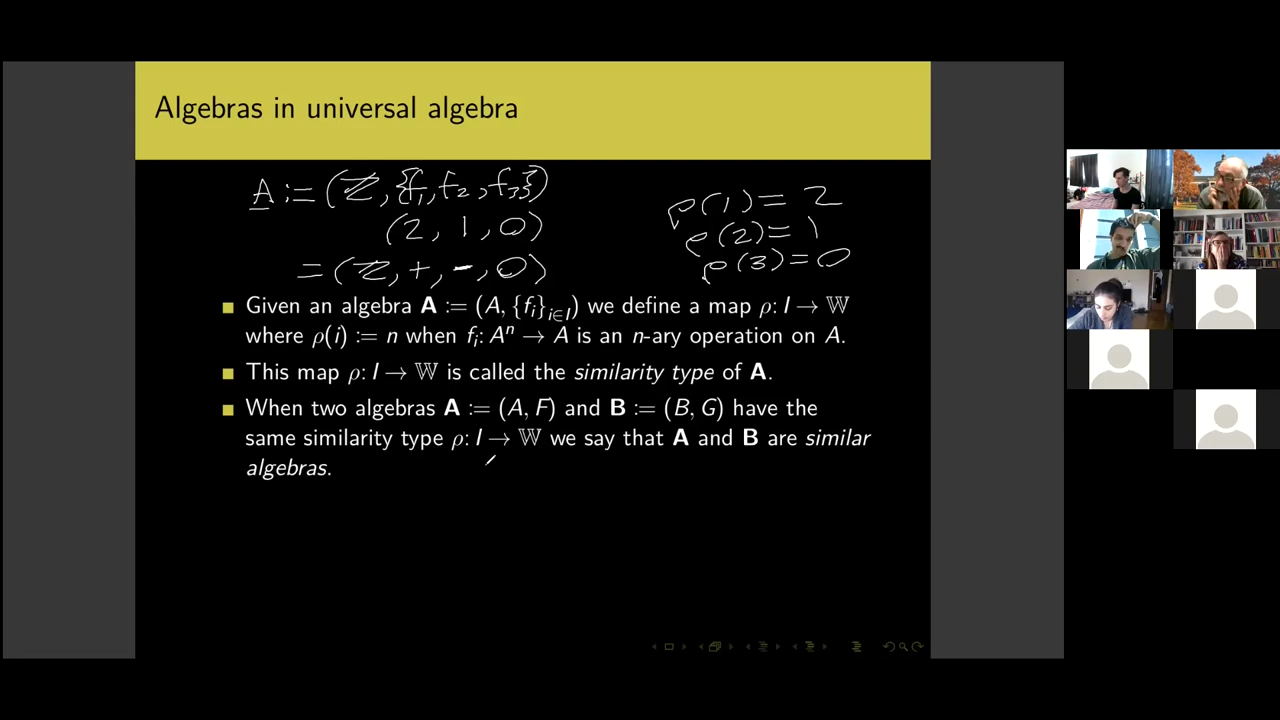 Algebras in universal algebra
A := (ℤ, {f₁, f₂, f₃})
(2, 1, 0)
= (ℤ, +, -, 0)
ρ(1) = 2
ρ(2) = 1
ρ(3) = 0
Given an algebra A := (A, {fᵢ}ᵢ∈I) we define a map ρ: I → 𝕎
where ρ(i) := n when fᵢ: Aⁿ → A is an n-ary operation on A.
This map ρ: I → 𝕎 is called the similarity type of A.
When two algebras A := (A, F) and B := (B, G) have the
same similarity type ρ: I → 𝕎 we say that A and B are similar
algebras.